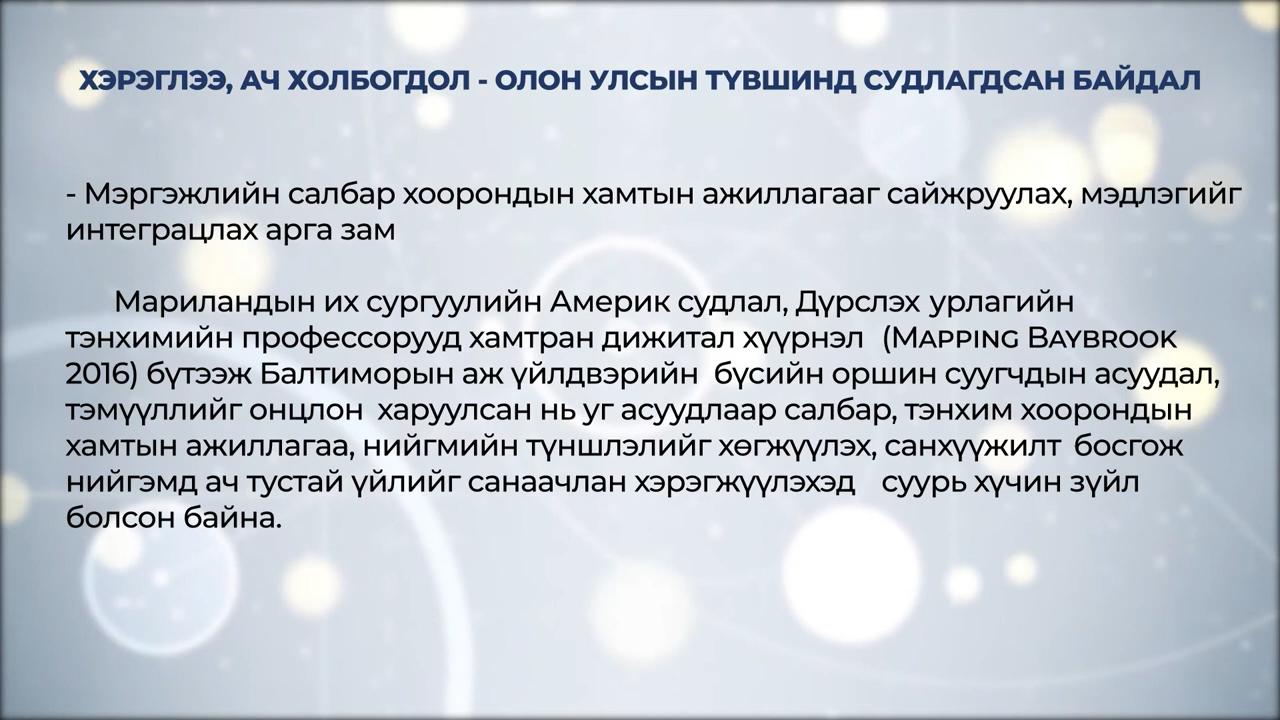 ХЭРЭГЛЭЭ, АЧ ХОЛБОГДОЛ - ОЛОН УЛСЫН ТҮВШИНД СУДЛАГДСАН БАЙДАЛ
- Мэргэжлийн салбар хоорондын хамтын ажиллагааг сайжруулах, мэдлэгийг
интеграцлах арга зам
Мариландын их сургуулийн Америк судлал, Дүрслэх урлагийн
тэнхимийн профессорууд хамтран дижитал хүүрнэл (Mapping Baybrook
2016) бүтээж Балтиморын аж үйлдвэрийн бүсийн оршин суугчдын асуудал,
тэмүүллийг онцлон харуулсан нь уг асуудлаар салбар, тэнхим хоорондын
хамтын ажиллагаа, нийгмийн түншлэлийг хөгжүүлэх, санхүүжилт босгож
нийгэмд ач тустай үйлийг санаачлан хэрэгжүүлэхэд суурь хүчин зүйл
болсон байна.